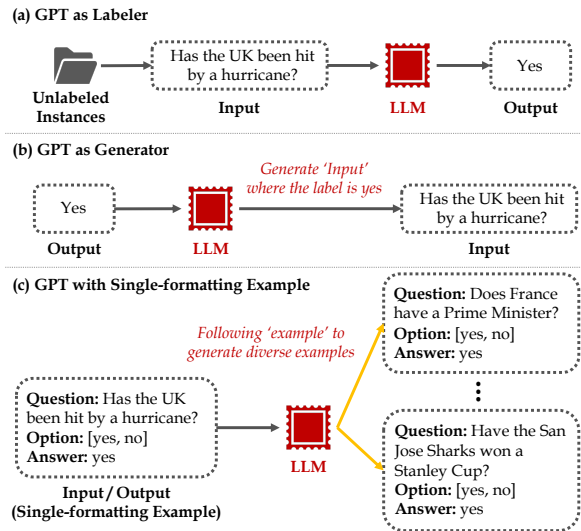 (a) GPT as Labeler
Has the UK been hit
by a hurricane?
Yes
Unlabeled
Instances
Input
LLM
Output
(b) GPT as Generator
Generate ‘Input’
where the label is yes
Yes
Has the UK been hit
by a hurricane?
Output
LLM
Input
(c) GPT with Single-formatting Example
Question: Does France
have a Prime Minister?
Option: [yes, no]
Answer: yes
Following ‘example’ to
generate diverse examples
Question: Has the UK
been hit by a hurricane?
Option: [yes, no]
Answer: yes
LLM
Question: Have the San
Jose Sharks won a
Stanley Cup?
Option: [yes, no]
Answer: yes
Input / Output
(Single-formatting Example)